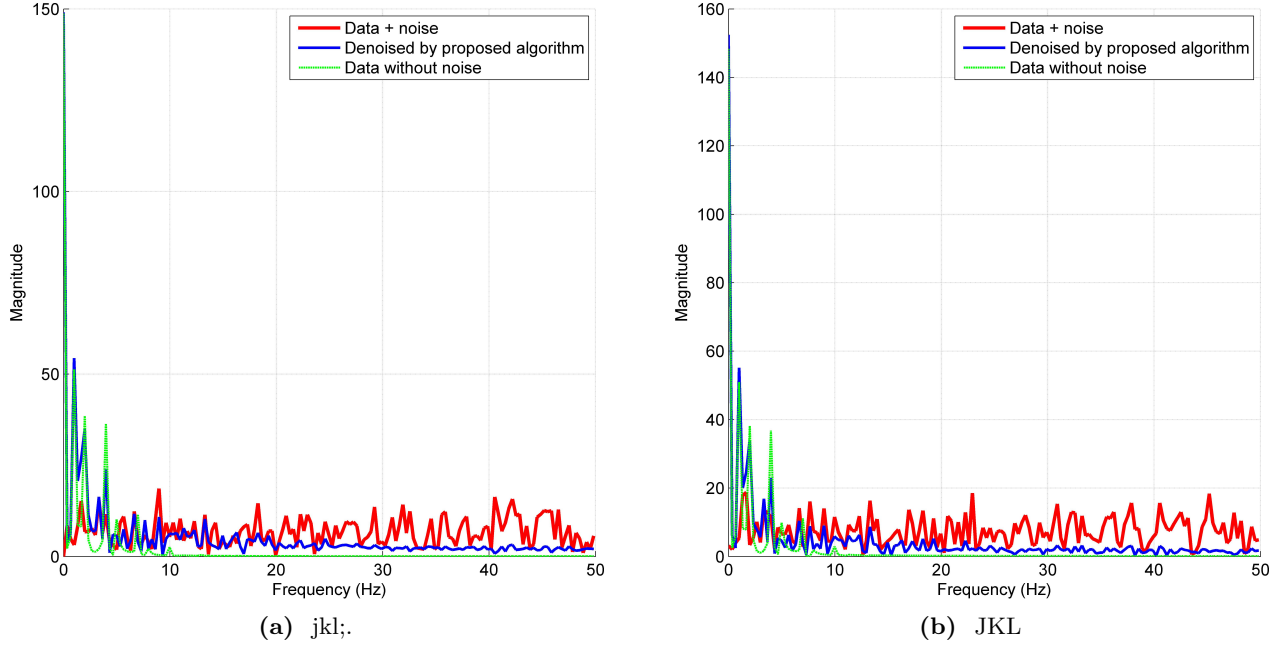 150
100
50
0
0
10
20
30
40
50
Magnitude
Frequency (Hz)
Data + noise
Denoised by proposed algorithm
Data without noise
(a) jkl;.
160
140
120
100
80
60
40
20
0
0
10
20
30
40
50
Magnitude
Frequency (Hz)
Data + noise
Denoised by proposed algorithm
Data without noise
(b) JKL